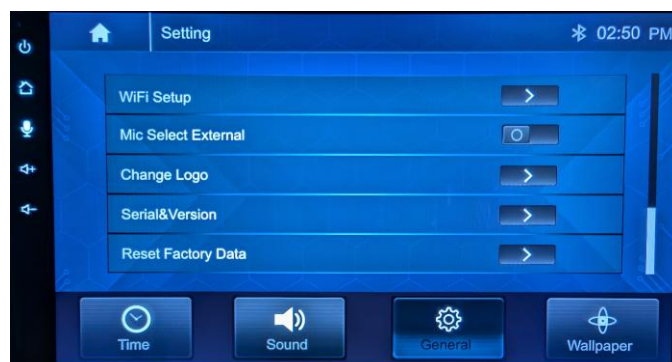 Setting
02:50 PM
WiFi Setup
Mic Select External
Change Logo
Serial&Version
Reset Factory Data
Time
Sound
General
Wallpaper